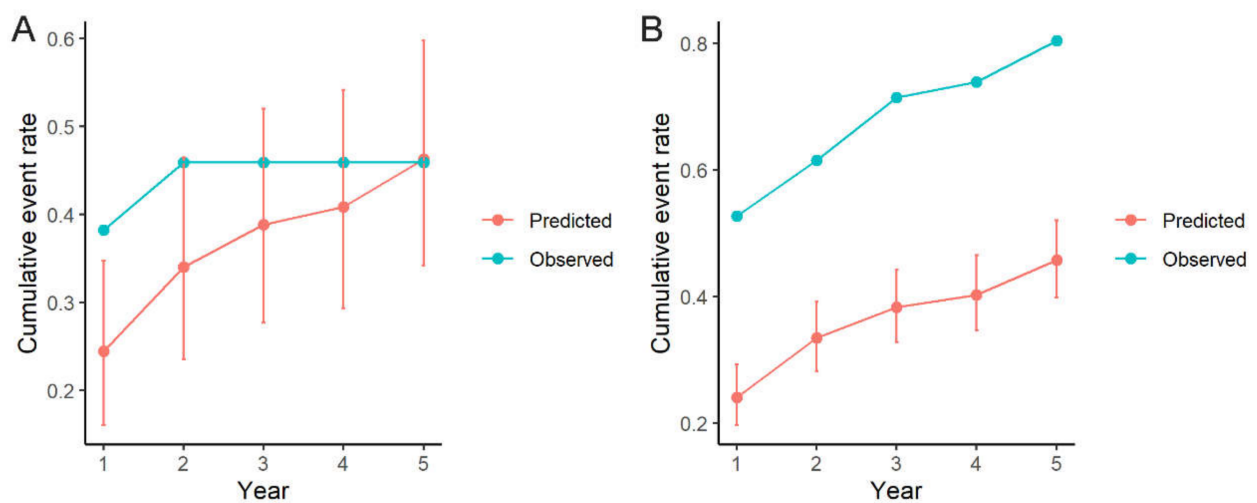 A
Cumulative event rate
0.6
0.5
0.4
0.3
0.2
1 2 3 4 5
Year
Predicted
Observed
B
Cumulative event rate
0.8
0.6
0.4
0.2
1 2 3 4 5
Year
Predicted
Observed